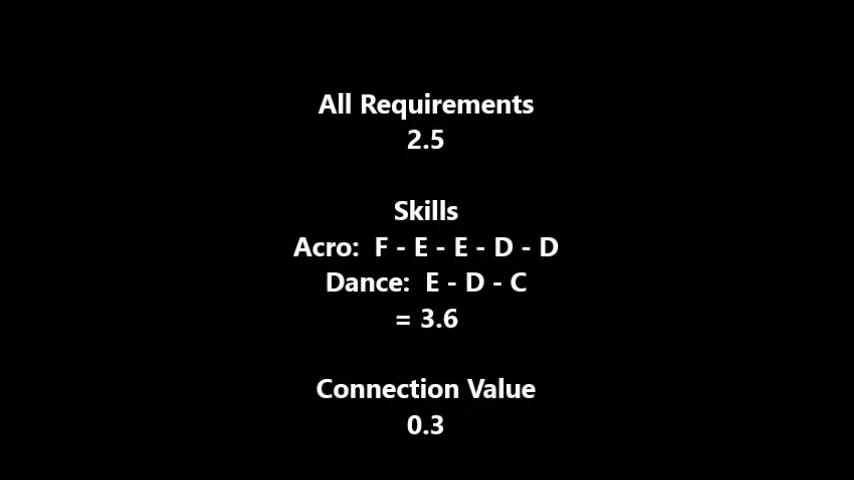 All Requirements
2.5
Skills
Acro: F - E - E - D - D
Dance: E - D - C
= 3.6
Connection Value
0.3